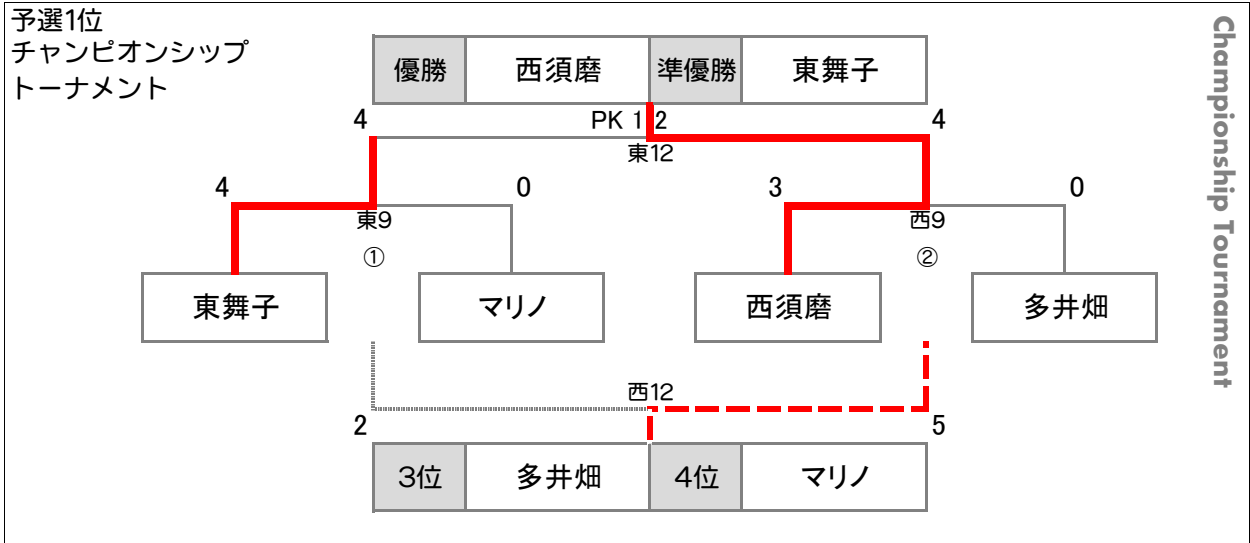 予選1位
チャンピオンシップ
トーナメント
Championship Tournament
優勝 西須磨 準優勝 東舞子
4 PK 1 2 4
東12
4 0 3 0
東9 西9
① ②
東舞子 マリノ 西須磨 多井畑
西12
2 5
3位 多井畑 4位 マリノ